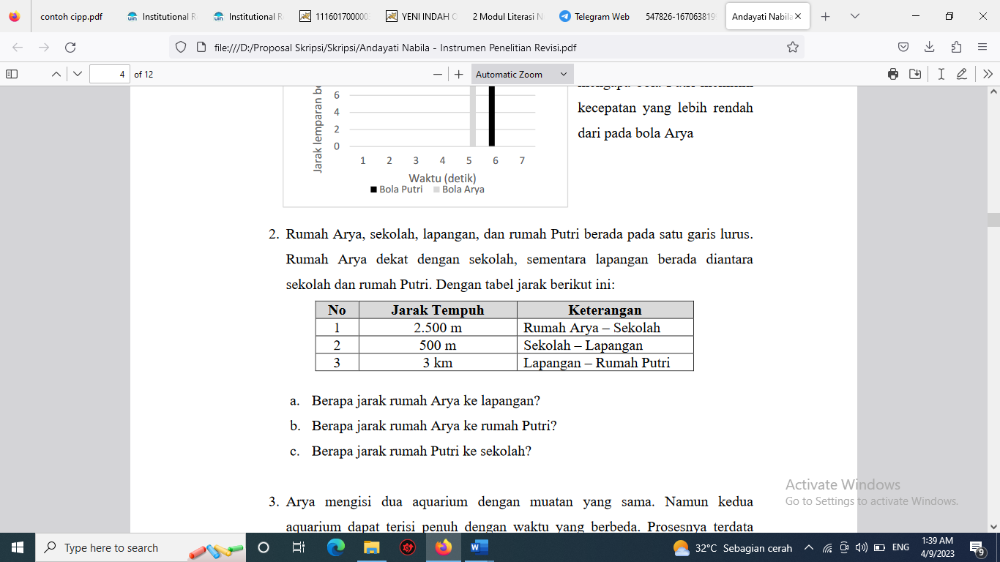 contoh cipp.pdf
Institutional R
Institutional R
1116017000003
YENI INDAH
2 Modul Literasi N
Telegram Web
547826-167063819
Andayati Nabila
file:///D:/Proposal Skripsi/Skripsi/Andayati Nabila - Instrumen Penelitian Revisi.pdf
4 of 12
Automatic Zoom
kecepatan yang lebih rendah
dari pada bola Arya
Jarak lemparan
6
4
2
0
1 2 3 4 5 6 7
Waktu (detik)
Bola Putri Bola Arya
2. Rumah Arya, sekolah, lapangan, dan rumah Putri berada pada satu garis lurus.
Rumah Arya dekat dengan sekolah, sementara lapangan berada diantara
sekolah dan rumah Putri. Dengan tabel jarak berikut ini:
No Jarak Tempuh Keterangan
1 2.500 m Rumah Arya – Sekolah
2 500 m Sekolah – Lapangan
3 3 km Lapangan – Rumah Putri
a. Berapa jarak rumah Arya ke lapangan?
b. Berapa jarak rumah Arya ke rumah Putri?
c. Berapa jarak rumah Putri ke sekolah?
3. Arya mengisi dua aquarium dengan muatan yang sama. Namun kedua
aquarium dapat terisi penuh dengan waktu yang berbeda. Prosesnya terdata
Activate Windows
Go to Settings to activate Windows.
Type here to search
32°C Sebagian cerah
ENG
1:39 AM
4/9/2023
9